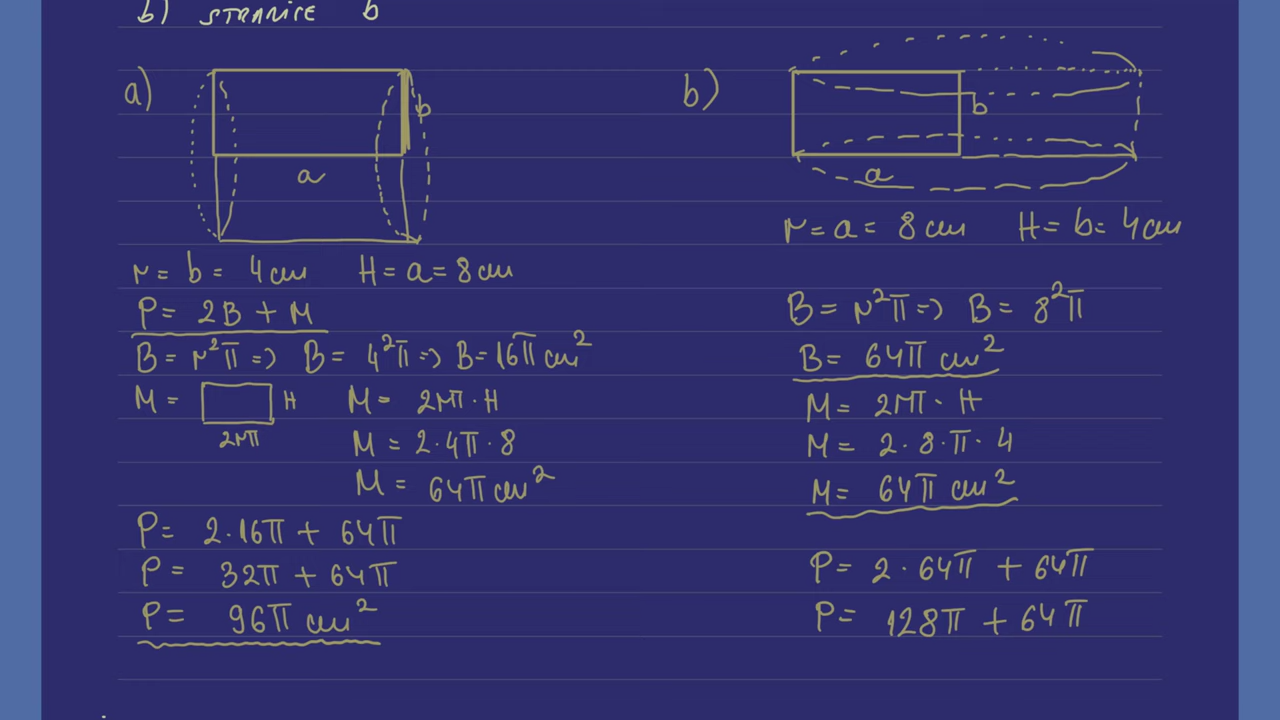 b) STRANICE b
a)
b
a
r = b = 4 cm H = a = 8 cm
P = 2B + M
B = r²π => B = 4²π => B = 16π cm²
M = H M = 2rπ · H
2rπ
M = 2·4π·8
M = 64π cm²
P = 2·16π + 64π
P = 32π + 64π
P = 96π cm²
b)
b
a
r = a = 8 cm H = b = 4 cm
B = r²π => B = 8²π
B = 64π cm²
M = 2rπ · H
M = 2·8·π·4
M = 64π cm²
P = 2·64π + 64π
P = 128π + 64π